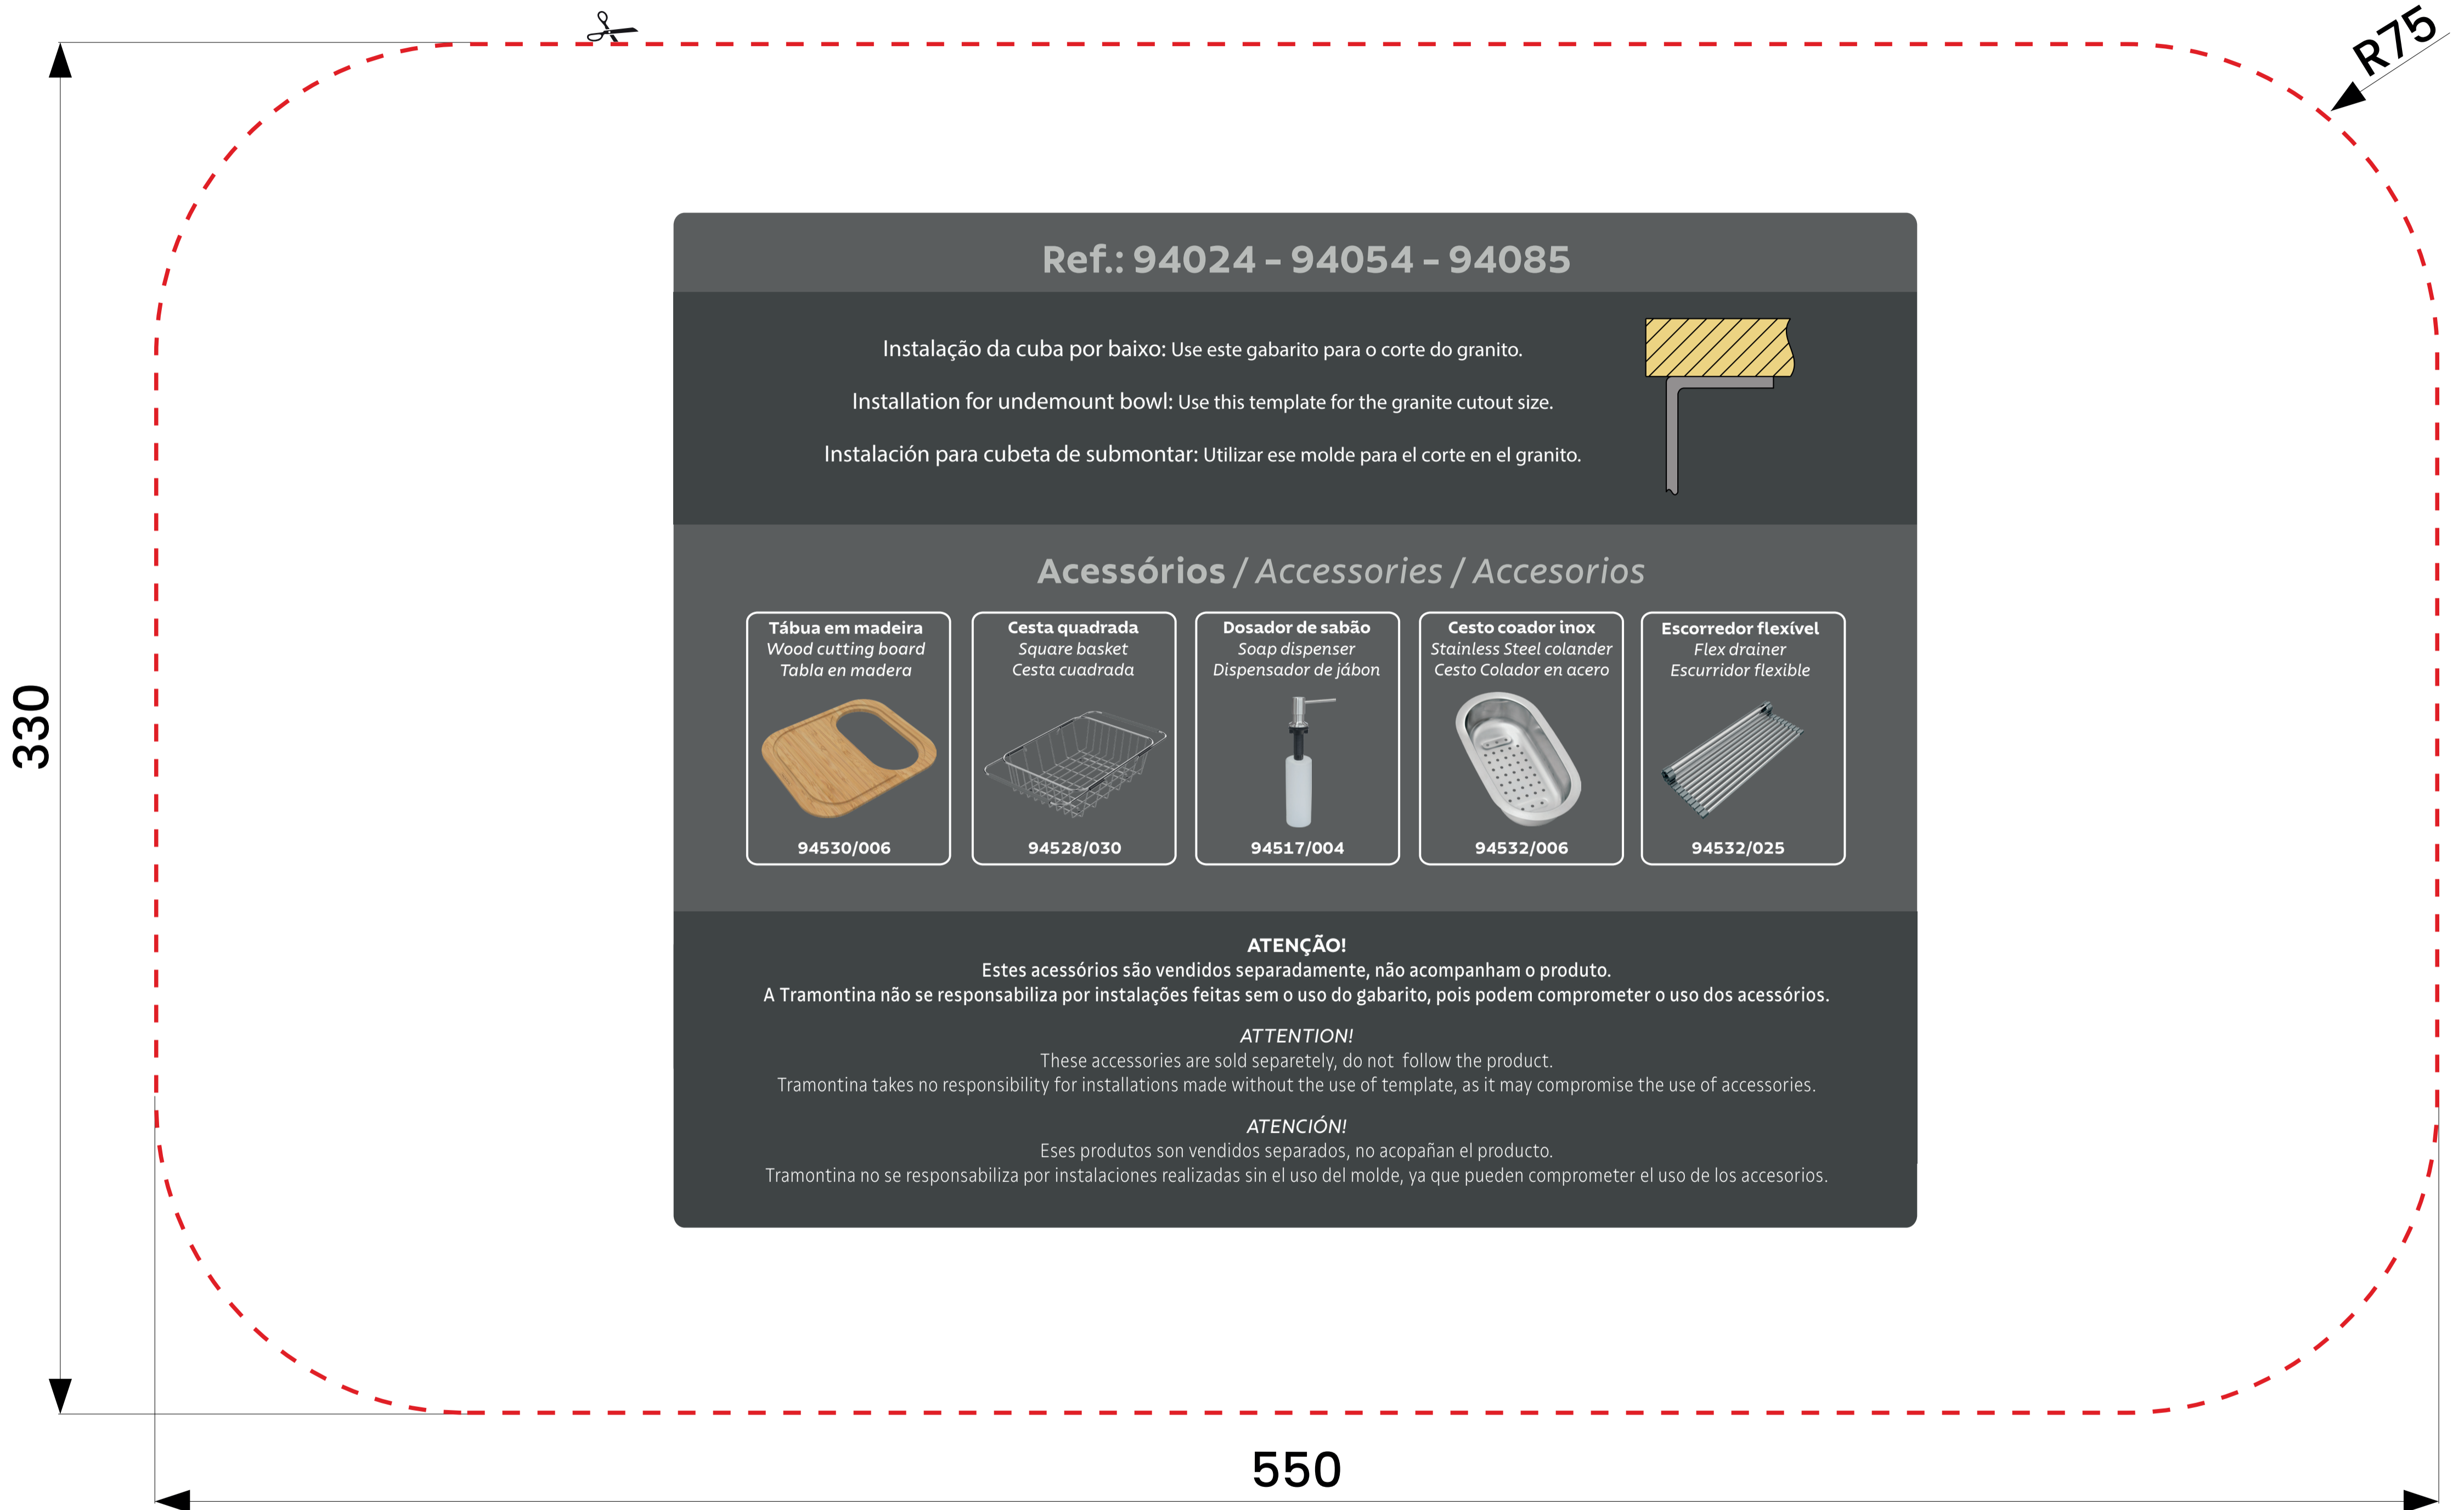 R75
Ref.: 94024 - 94054 - 94085
Instalação da cuba por baixo: Use este gabarito para o corte do granito.
Installation for undemount bowl: Use this template for the granite cutout size.
Instalación para cubeta de submontar: Utilizar ese molde para el corte en el granito.
Acessórios / Accessories / Accesorios
Tábua em madeira
Wood cutting board
Tabla en madera
94530/006
Cesta quadrada
Square basket
Cesta cuadrada
94528/030
Dosador de sabão
Soap dispenser
Dispensador de jábon
94517/004
Cesto coador inox
Stainless Steel colander
Cesto Colador en acero
94532/006
Escorredor flexível
Flex drainer
Escurridor flexible
94532/025
330
ATENÇÃO!
Estes acessórios são vendidos separadamente, não acompanham o produto.
A Tramontina não se responsabiliza por instalações feitas sem o uso do gabarito, pois podem comprometer o uso dos acessórios.
ATTENTION!
These accessories are sold separetely, do not follow the product.
Tramontina takes no responsibility for installations made without the use of template, as it may compromise the use of accessories.
ATENCIÓN!
Eses produtos son vendidos separados, no acopañan el producto.
Tramontina no se responsabiliza por instalaciones realizadas sin el uso del molde, ya que pueden comprometer el uso de los accesorios.
550